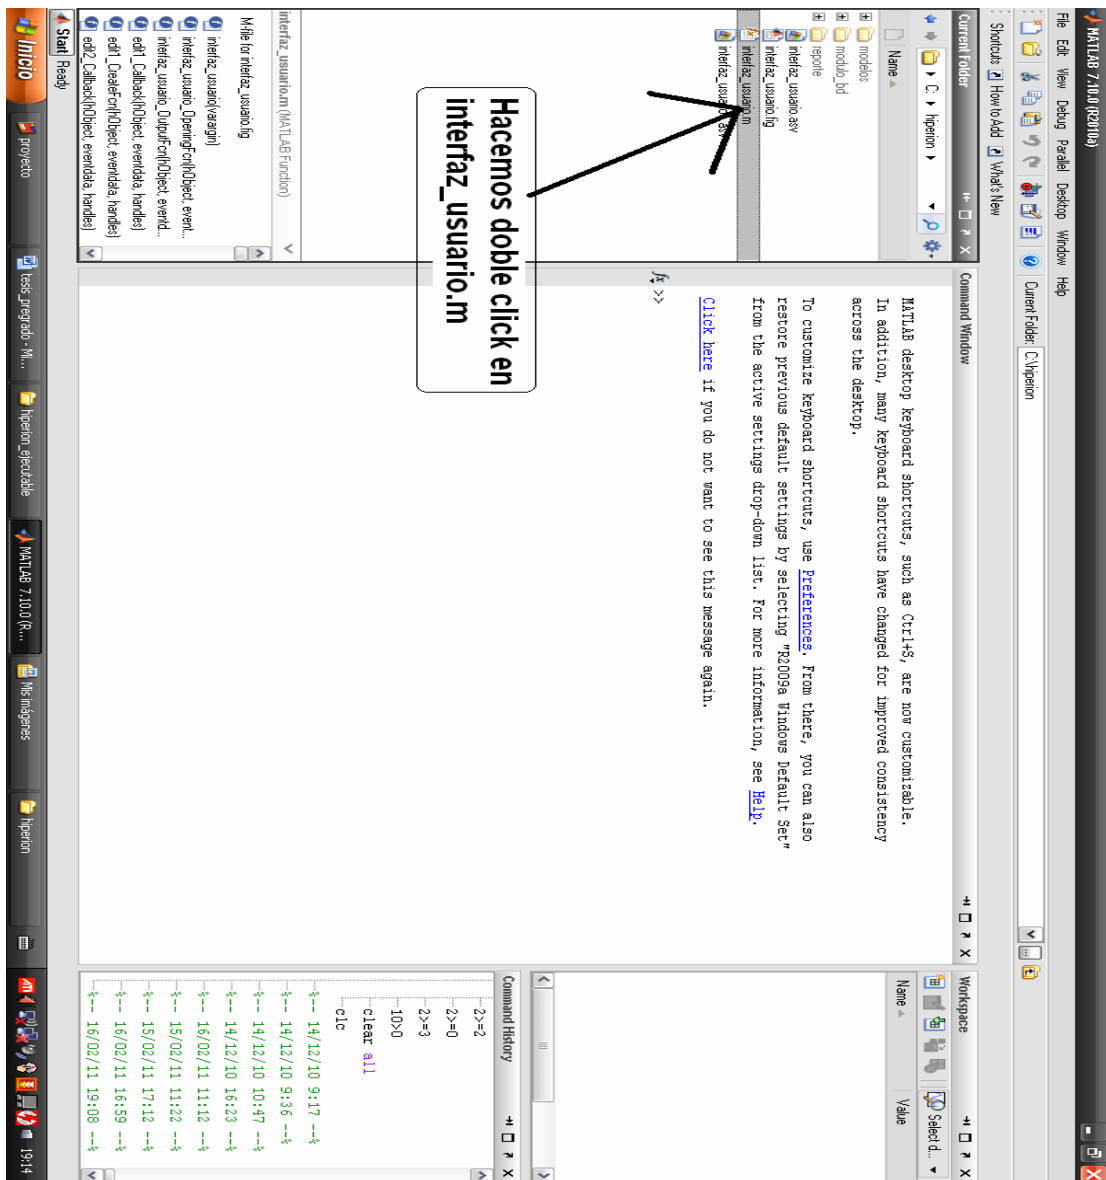 MATLAB 7.10.0 (R2010a)
File Edit View Debug Parallel Desktop Window Help
Current Folder: C:\hiperion
Shortcuts How to Add What's New
Current Folder
C: hiperion
Name
modelos
modulo_bd
reporte
interfaz_usuario.asv
interfaz_usuario.fig
interfaz_usuario.m
Hacemos doble click en
interfaz_usuario.m
interfaz_usuario.m (MATLAB Function)
M-file for interfaz_usuario.fig
interfaz_usuario(varargin)
interfaz_usuario_OpeningFcn(hObject, event...
interfaz_usuario_OutputFcn(hObject, eventd...
edit1_Callback(hObject, eventdata, handles)
edit1_CreateFcn(hObject, eventdata, handles)
edit2_Callback(hObject, eventdata, handles)
Command Window
MATLAB desktop keyboard shortcuts, such as Ctrl+S, are now customizable.
In addition, many keyboard shortcuts have changed for improved consistency
across the desktop.
To customize keyboard shortcuts, use Preferences. From there, you can also
restore previous default settings by selecting "R2009a Windows Default Set"
from the active settings drop-down list. For more information, see Help.
Click here if you do not want to see this message again.
fx >>
Workspace
Select d...
Name Value
Command History
2>=2
2>=0
2>=3
10>0
clear all
clc
%-- 14/12/10 9:17 --%
%-- 14/12/10 9:36 --%
%-- 14/12/10 10:47 --%
%-- 14/12/10 16:23 --%
%-- 16/02/11 11:12 --%
%-- 15/02/11 11:22 --%
%-- 15/02/11 17:12 --%
%-- 16/02/11 16:59 --%
%-- 16/02/11 19:08 --%
Start Ready
Inicio proyecto tesis_pregrado - Mi... hiperion_ejecutable MATLAB 7.10.0 (R... Mis imágenes hiperion ATI 19:14